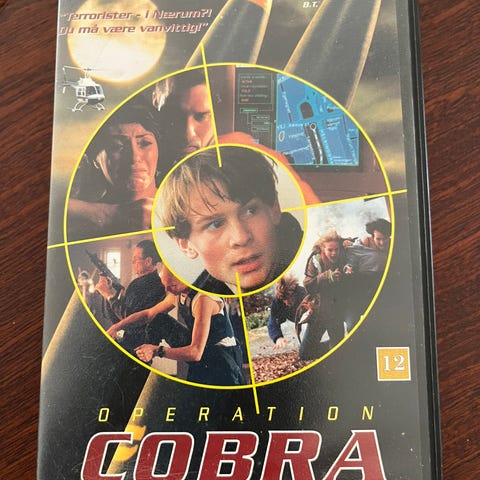 B.T.
"Terrorister - i Nærum?!
Du må være vanvittig!"
12
OPERATION
COBRA